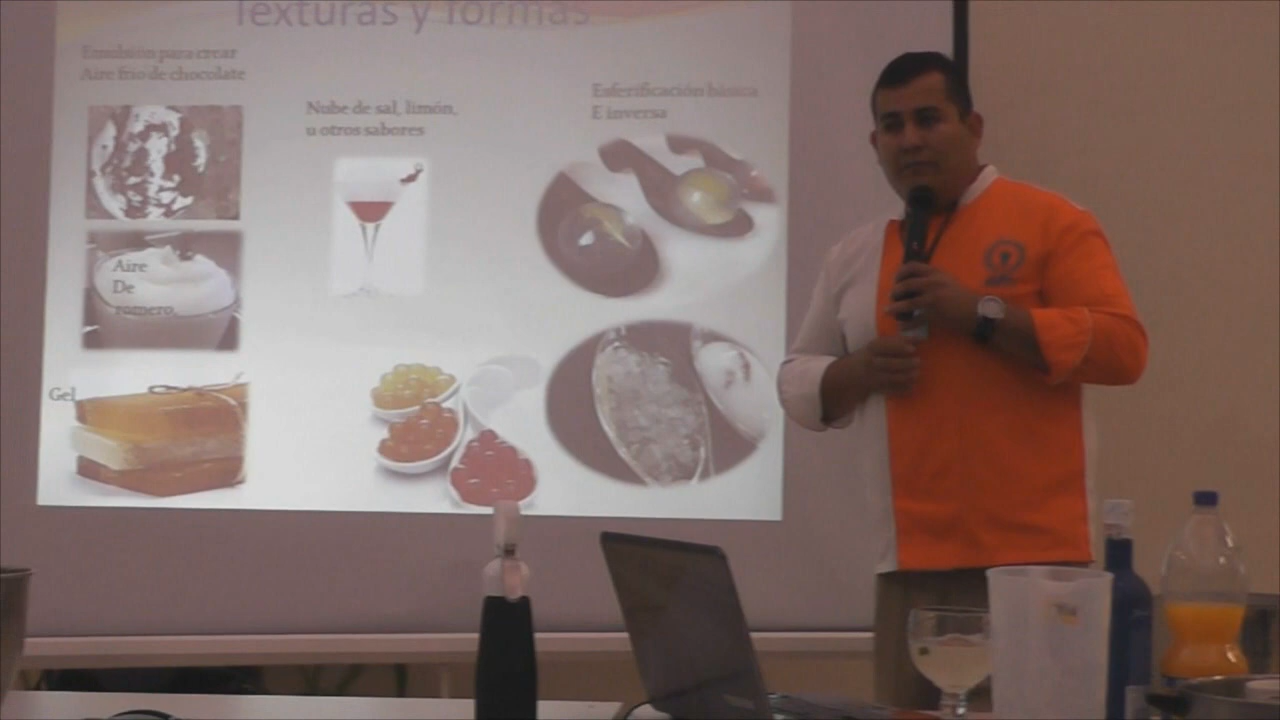 Texturas y formas
Emulsión para crear
Aire frio de chocolate
Nube de sal, limón,
u otros sabores
Esferificación básica
E inversa
Aire
De
romero
Gel